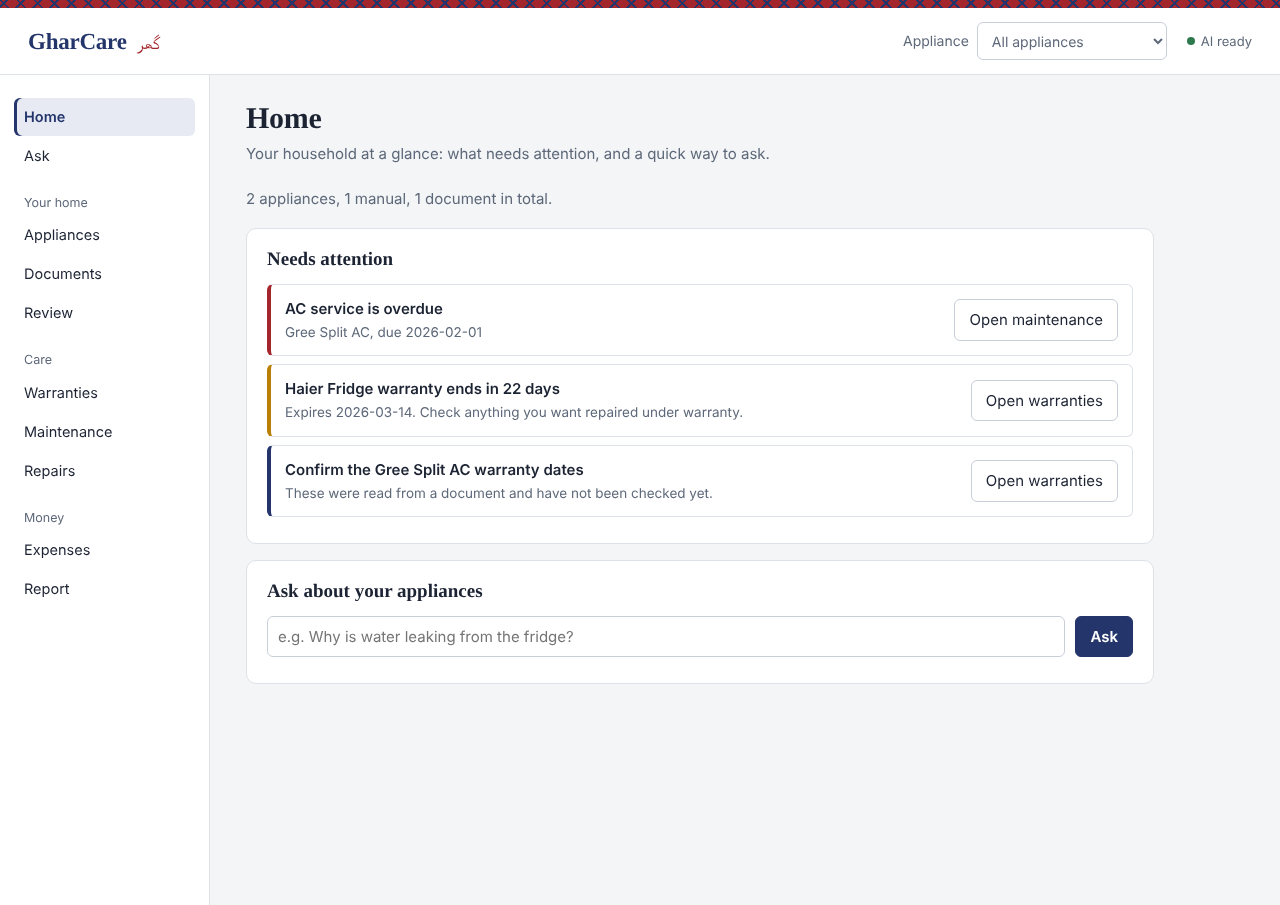 GharCare گھر
Appliance All appliances AI ready
Home
Ask
Your home
Appliances
Documents
Review
Care
Warranties
Maintenance
Repairs
Money
Expenses
Report
Home
Your household at a glance: what needs attention, and a quick way to ask.
2 appliances, 1 manual, 1 document in total.
Needs attention
AC service is overdue
Gree Split AC, due 2026-02-01
Open maintenance
Haier Fridge warranty ends in 22 days
Expires 2026-03-14. Check anything you want repaired under warranty.
Open warranties
Confirm the Gree Split AC warranty dates
These were read from a document and have not been checked yet.
Open warranties
Ask about your appliances
e.g. Why is water leaking from the fridge?
Ask